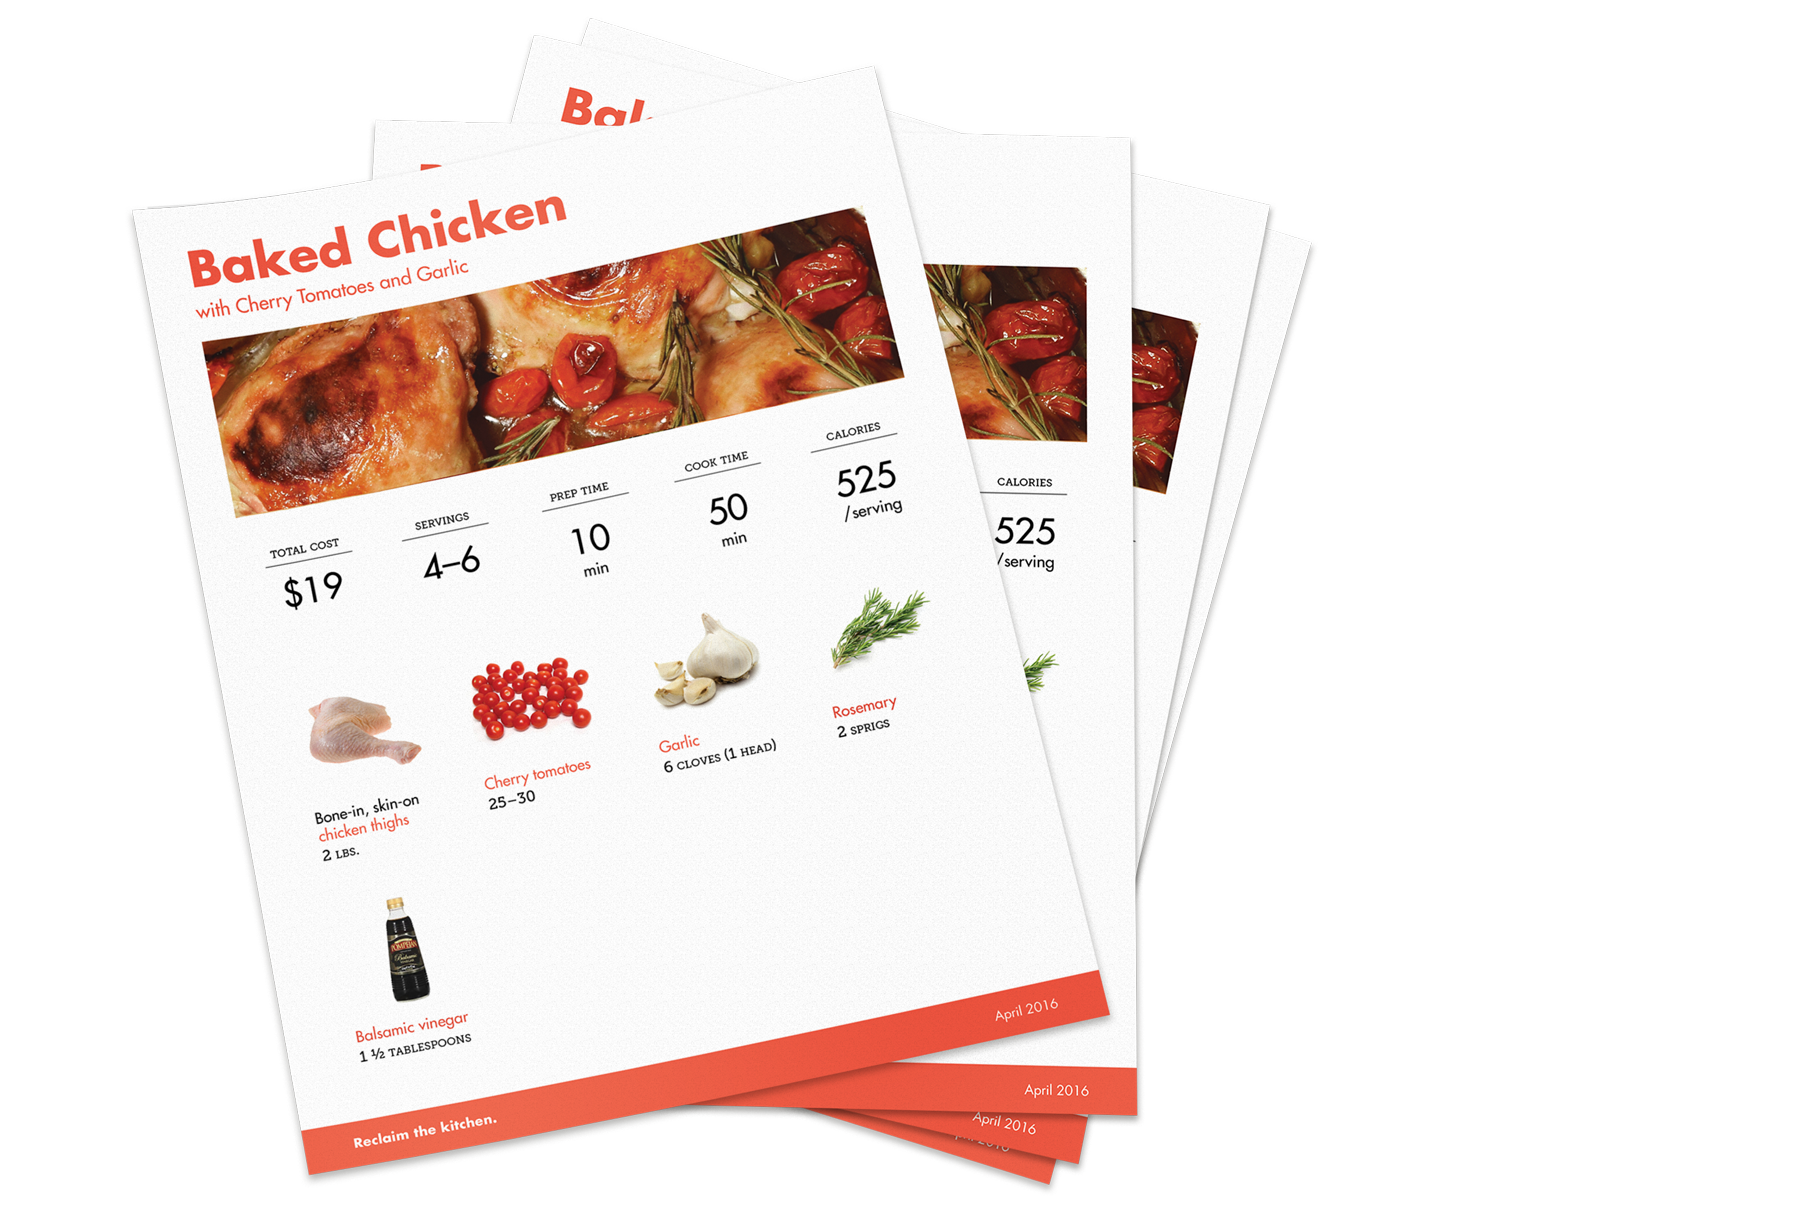 Baked Chicken
with Cherry Tomatoes and Garlic
TOTAL COST
$19
SERVINGS
4–6
PREP TIME
10
min
COOK TIME
50
min
CALORIES
525
/serving
Bone-in, skin-on
chicken thighs
2 LBS.
Cherry tomatoes
25–30
Garlic
6 CLOVES (1 HEAD)
Rosemary
2 SPRIGS
POMPEIAN
Balsamic
Balsamic vinegar
1 ½ TABLESPOONS
Reclaim the kitchen.
April 2016
CALORIES
525
/serving
April 2016
April 2016